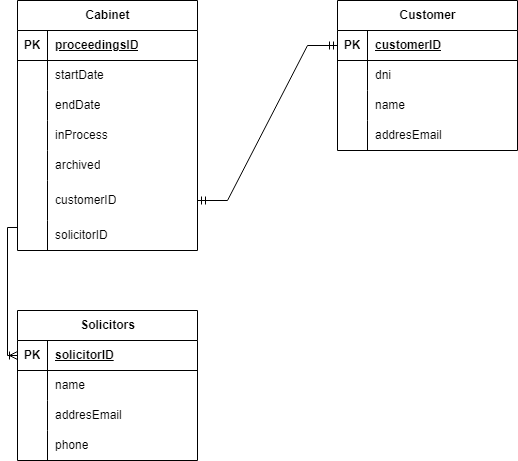 Cabinet
PK proceedingsID
startDate
endDate
inProcess
archived
customerID
solicitorID
Customer
PK customerID
dni
name
addresEmail
Solicitors
PK solicitorID
name
addresEmail
phone